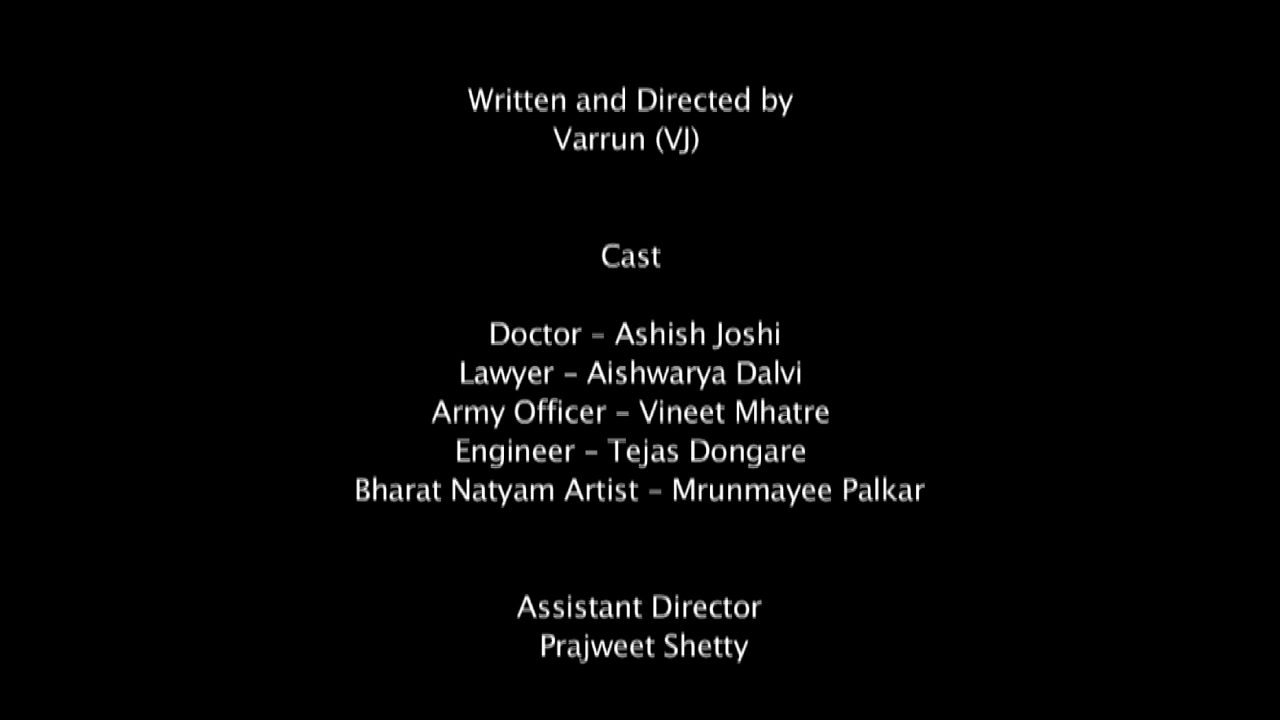 Written and Directed by
Varrun (VJ)
Cast
Doctor – Ashish Joshi
Lawyer – Aishwarya Dalvi
Army Officer – Vineet Mhatre
Engineer – Tejas Dongare
Bharat Natyam Artist – Mrunmayee Palkar
Assistant Director
Prajweet Shetty